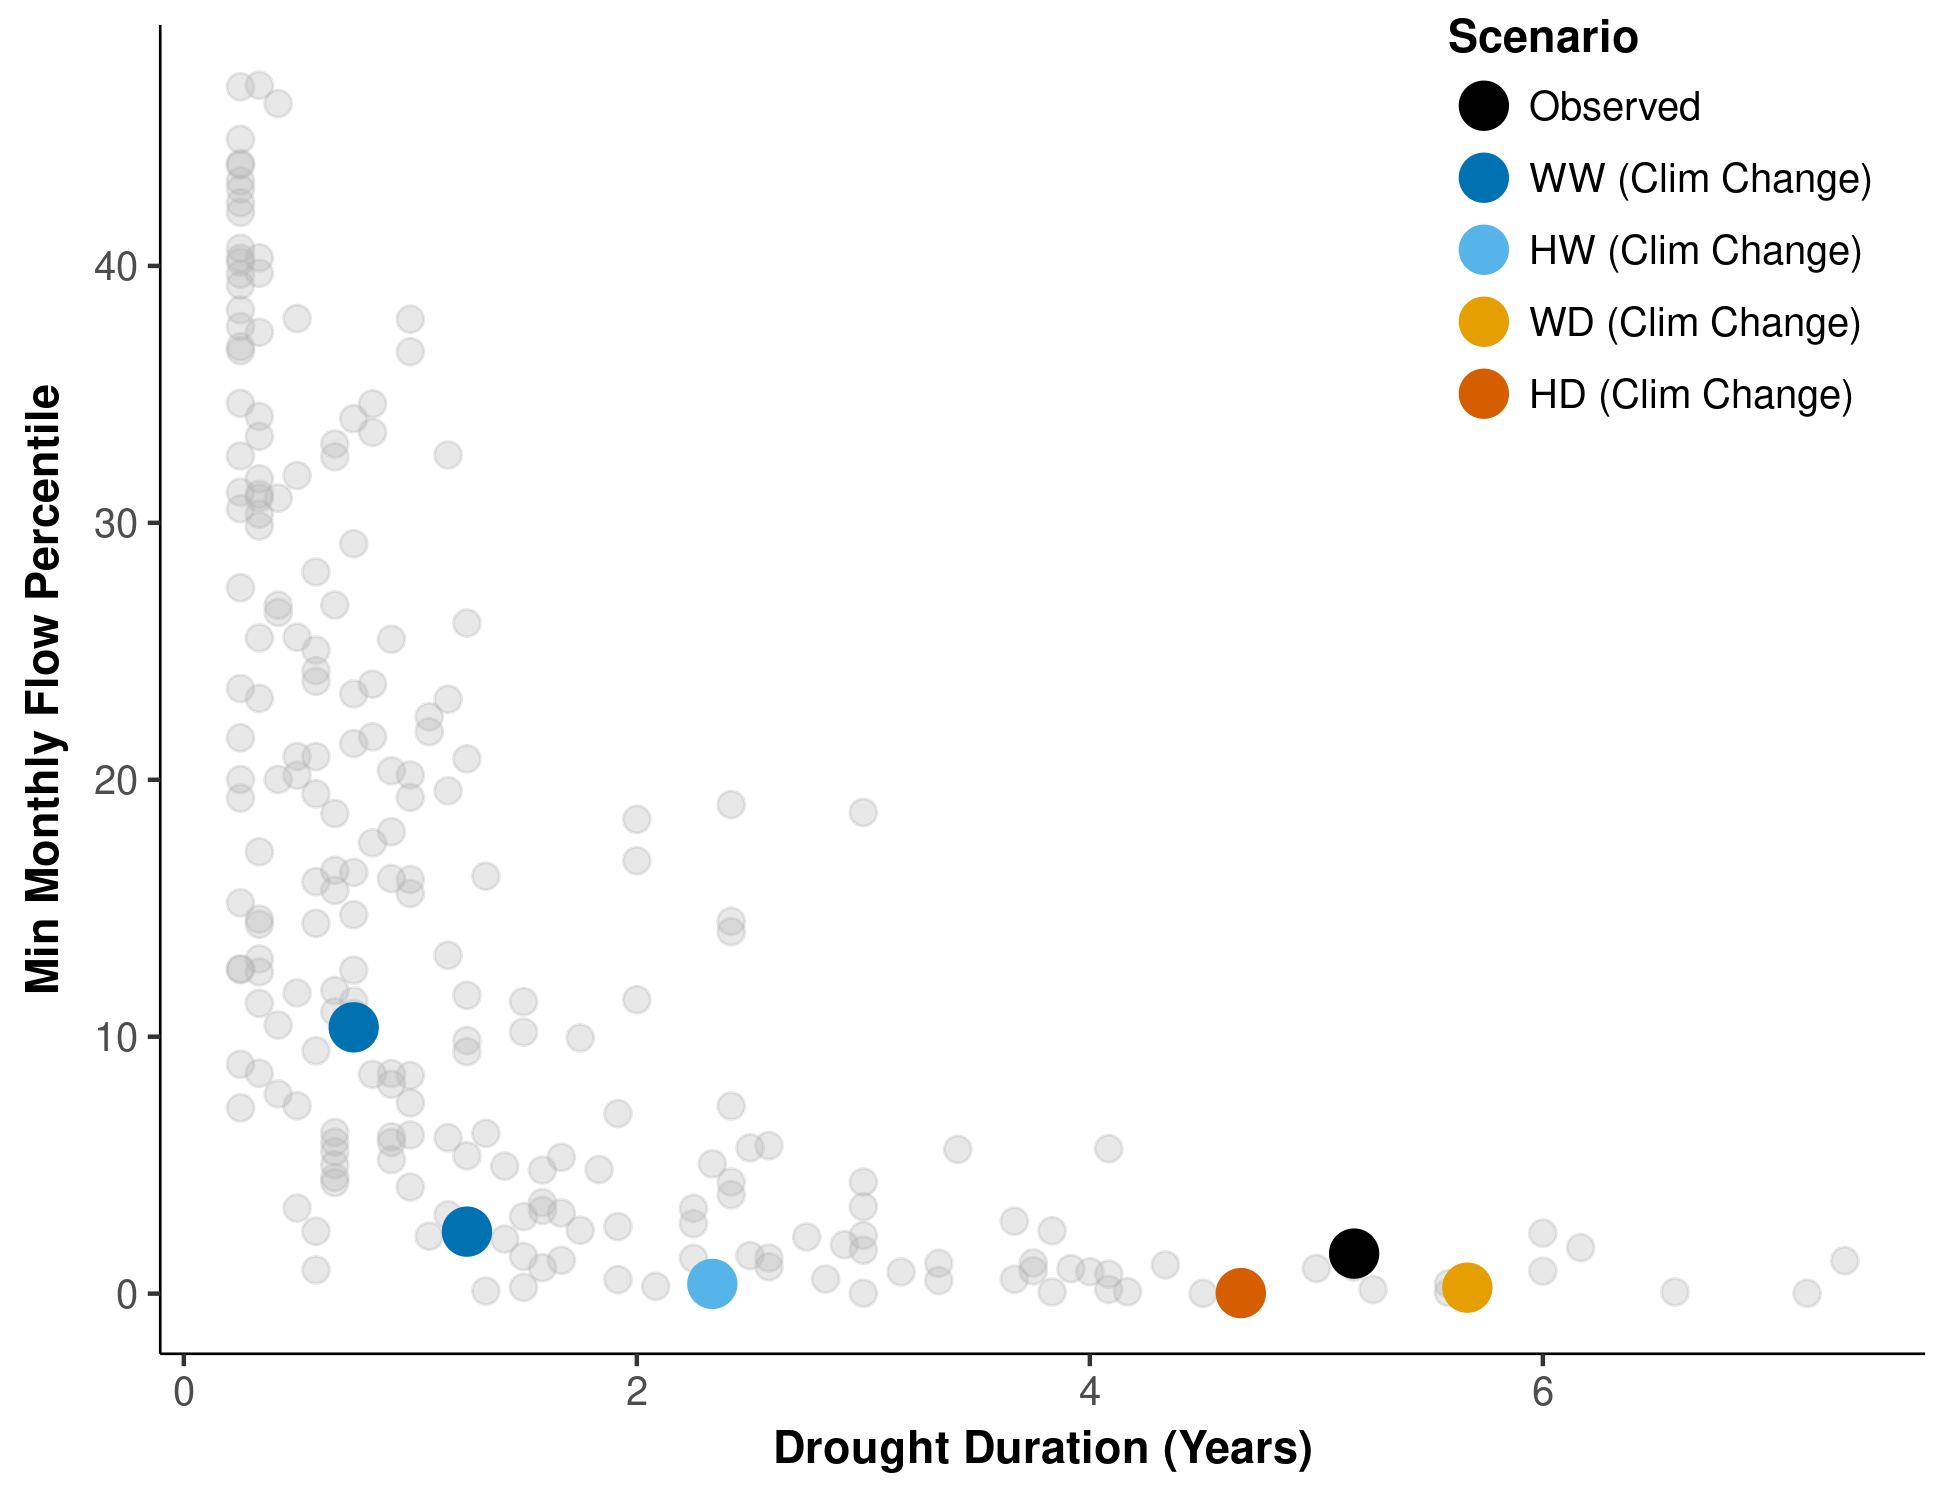 Scenario
Observed
WW (Clim Change)
HW (Clim Change)
WD (Clim Change)
HD (Clim Change)
Min Monthly Flow Percentile
40
30
20
10
0
0 2 4 6
Drought Duration (Years)